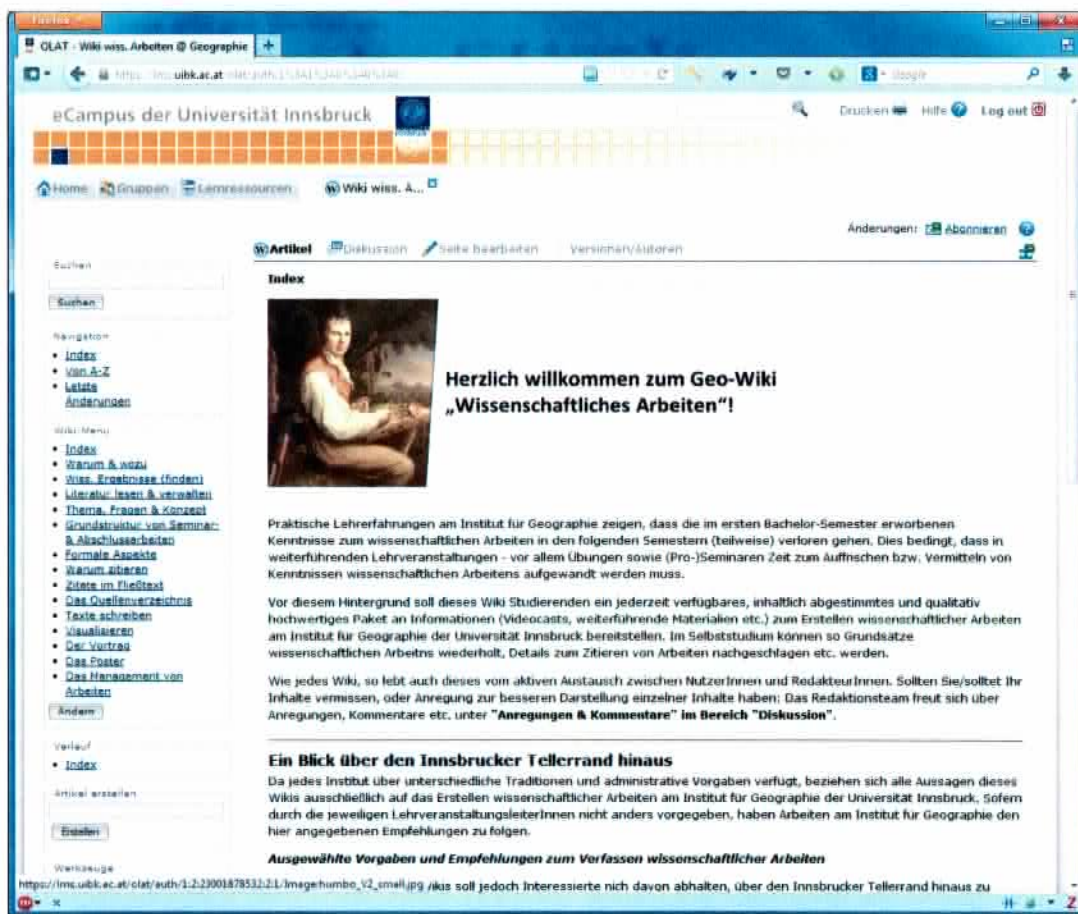 Firefox
OLAT - Wiki wiss. Arbeiten @ Geographie
uibk.ac.at
Google
eCampus der Universität Innsbruck
Drucken Hilfe Log out
Home Gruppen Lernressourcen Wiki wiss. A...
Änderungen: Abonnieren
Artikel Diskussion Seite bearbeiten Versionen/Autoren
Suchen
Suchen
Navigation
• Index
• Von A-Z
• Letzte
Änderungen
Wiki-Menu
• Index
• Warum & wozu
• Wiss. Ergebnisse (finden)
• Literatur lesen & verwalten
• Thema, Fragen & Konzept
• Grundstruktur von Seminar-
& Abschlussarbeiten
• Formale Aspekte
• Warum zitieren
• Zitate im Fließtext
• Das Quellenverzeichnis
• Texte schreiben
• Visualisieren
• Der Vortrag
• Das Poster
• Das Management von
Arbeiten
Ändern
Verlauf
• Index
Artikel erstellen
Erstellen
Werkzeuge
Index
Herzlich willkommen zum Geo-Wiki
„Wissenschaftliches Arbeiten“!
Praktische Lehrerfahrungen am Institut für Geographie zeigen, dass die im ersten Bachelor-Semester erworbenen
Kenntnisse zum wissenschaftlichen Arbeiten in den folgenden Semestern (teilweise) verloren gehen. Dies bedingt, dass in
weiterführenden Lehrveranstaltungen - vor allem Übungen sowie (Pro-)Seminaren Zeit zum Auffrischen bzw. Vermitteln von
Kenntnissen wissenschaftlichen Arbeitens aufgewandt werden muss.
Vor diesem Hintergrund soll dieses Wiki Studierenden ein jederzeit verfügbares, inhaltlich abgestimmtes und qualitativ
hochwertiges Paket an Informationen (Videocasts, weiterführende Materialien etc.) zum Erstellen wissenschaftlicher Arbeiten
am Institut für Geographie der Universität Innsbruck bereitstellen. Im Selbststudium können so Grundsätze
wissenschaftlichen Arbeitns wiederholt, Details zum Zitieren von Arbeiten nachgeschlagen etc. werden.
Wie jedes Wiki, so lebt auch dieses vom aktiven Austausch zwischen NutzerInnen und RedakteurInnen. Sollten Sie/solltet Ihr
Inhalte vermissen, oder Anregung zur besseren Darstellung einzelner Inhalte haben: Das Redaktionsteam freut sich über
Anregungen, Kommentare etc. unter "Anregungen & Kommentare" im Bereich "Diskussion".
Ein Blick über den Innsbrucker Tellerrand hinaus
Da jedes Institut über unterschiedliche Traditionen und administrative Vorgaben verfügt, beziehen sich alle Aussagen dieses
Wikis ausschließlich auf das Erstellen wissenschaftlicher Arbeiten am Institut für Geographie der Universität Innsbruck. Sofern
durch die jeweiligen LehrveranstaltungsleiterInnen nicht anders vorgegeben, haben Arbeiten am Institut für Geographie den
hier angegebenen Empfehlungen zu folgen.
Ausgewählte Vorgaben und Empfehlungen zum Verfassen wissenschaftlicher Arbeiten
https://lms.uibk.ac.at/olat/auth/1:2:23001878532:2:1/Image:humbo_V2_small.jpg ikis soll jedoch Interessierte nich davon abhalten, über den Innsbrucker Tellerrand hinaus zu